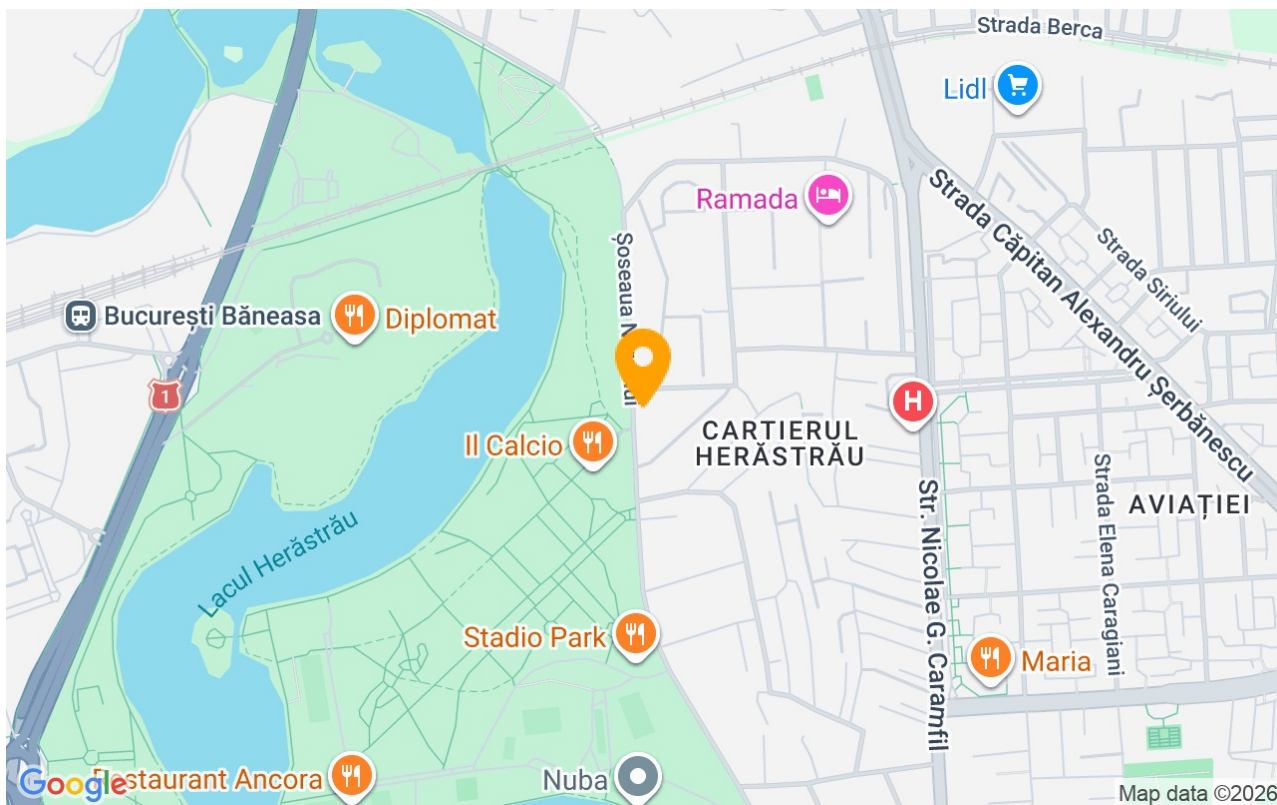 Strada Berca
Lidl
Ramada
Strada Căpitan Alexandru Șerbănescu
Strada Siriului
Șoseaua
București Băneasa
Diplomat
1
H
Il Calcio
CARTIERUL
HERĂSTRĂU
Str. Nicolae G. Caramfil
Strada Elena Caragiani
AVIAȚIEI
Lacul Herăstrău
Stadio Park
Maria
Restaurant Ancora
Nuba
Google
Map data ©2026